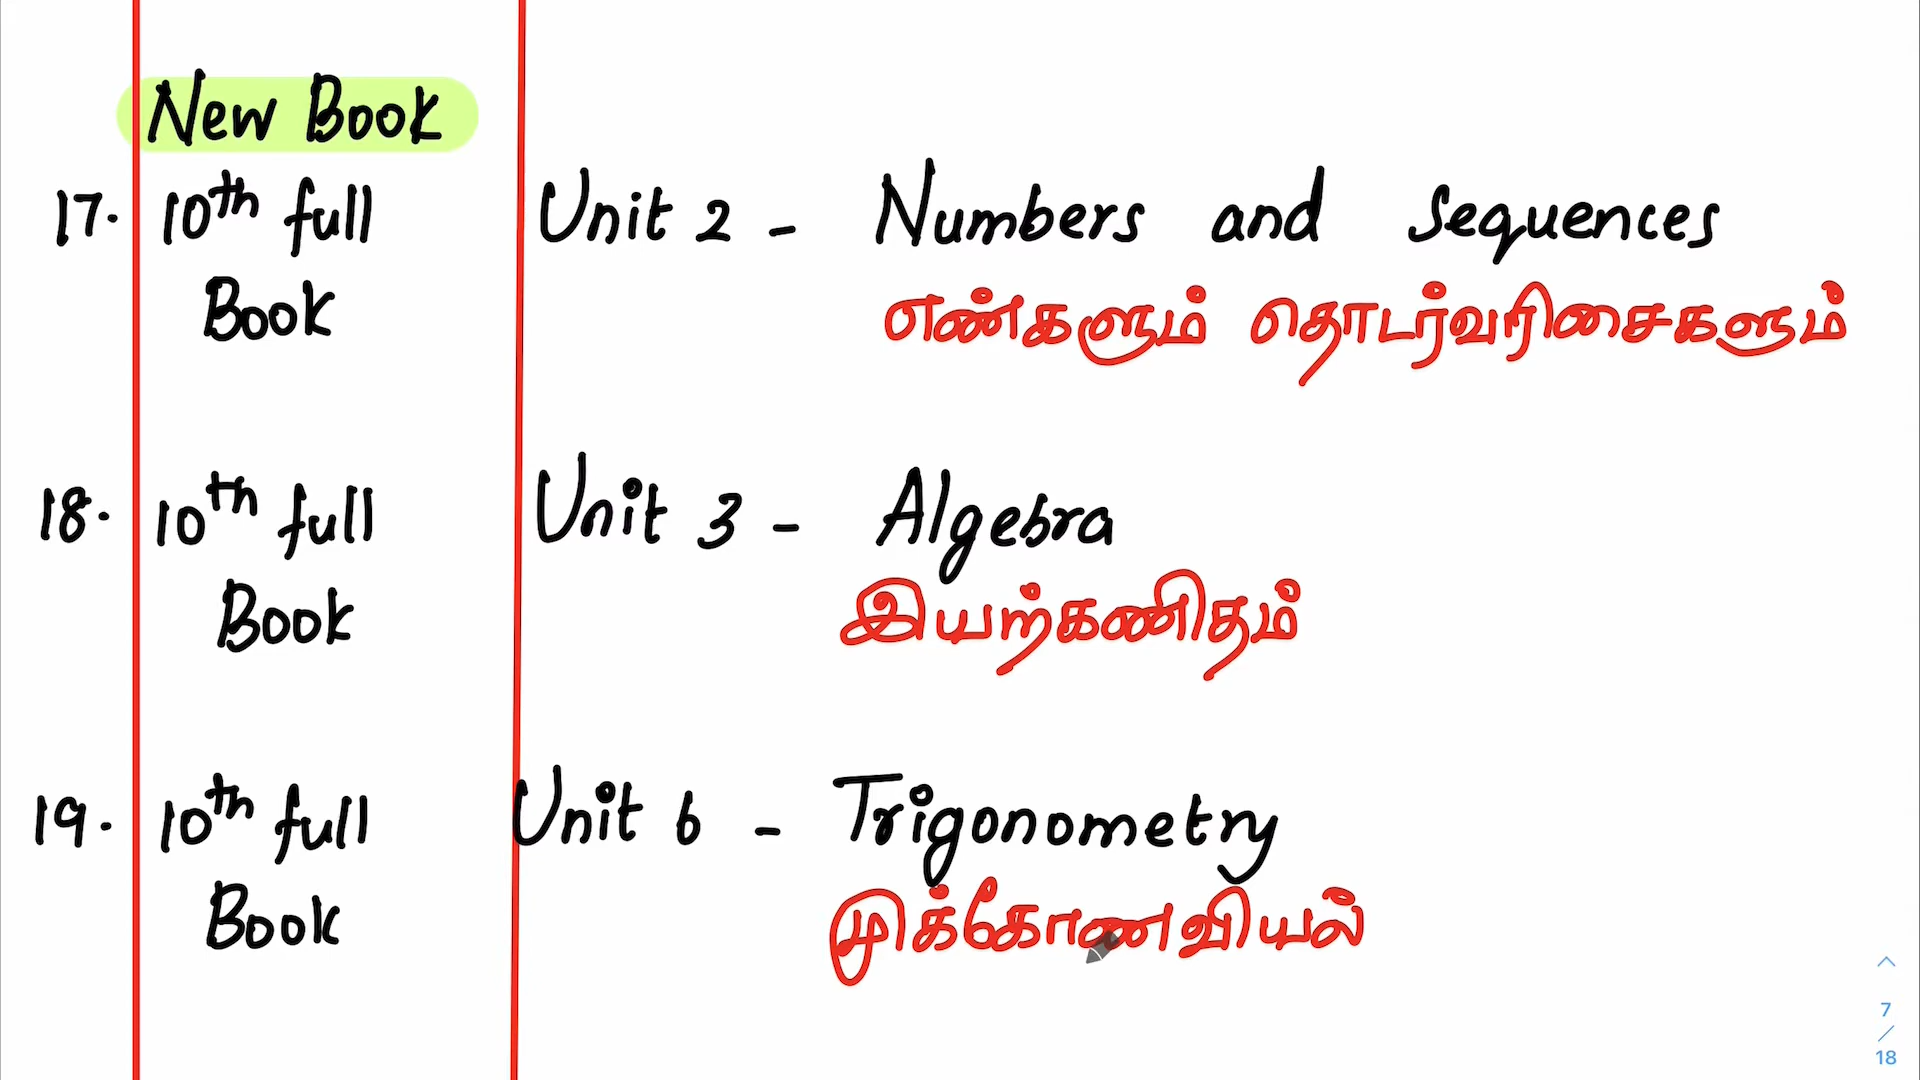 New Book
17. 10th full Unit 2 - Numbers and Sequences
Book எண்களும் தொடர்வரிசைகளும்
18. 10th full Unit 3 - Algebra
Book இயற்கணிதம்
19. 10th full Unit 6 - Trigonometry
Book முக்கோணவியல்
7
/
18